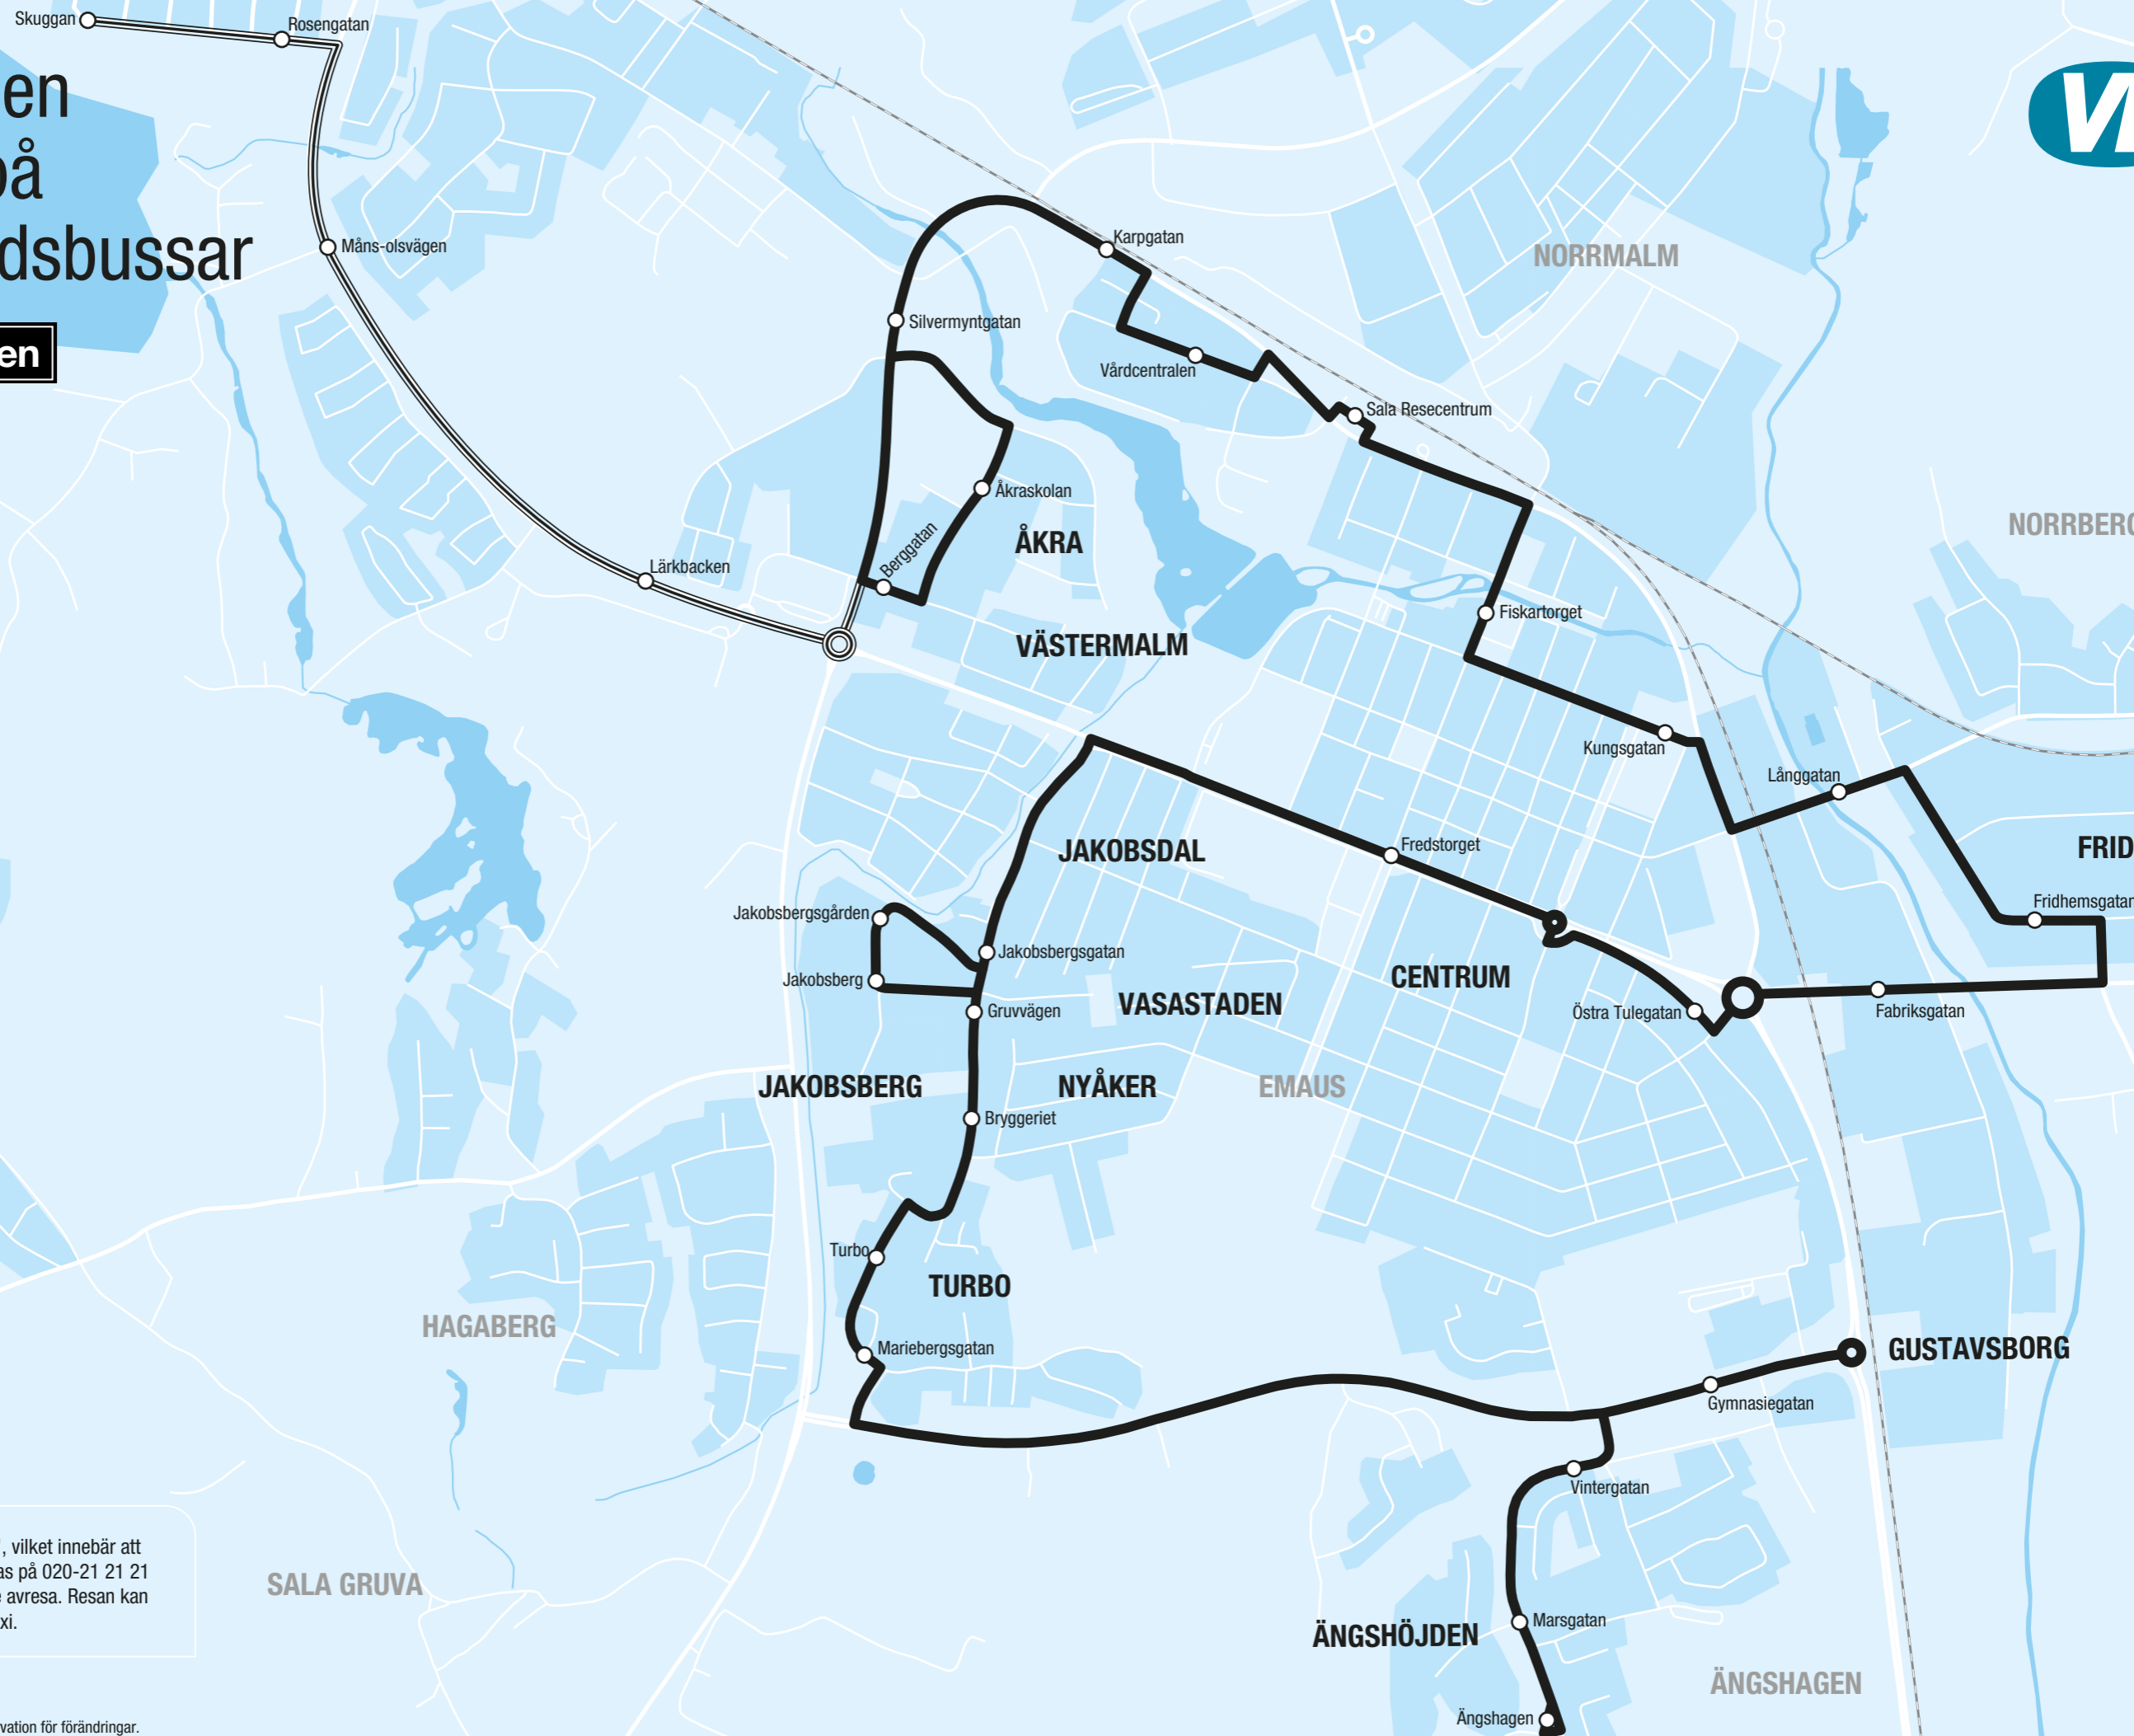 Skuggan
Rosengatan
en
på
dsbussar
en
Måns-olsvägen
Karpgatan
NORRMALM
Silvermyntgatan
Vårdcentralen
Sala Resecentrum
Åkraskolan
NORRBERG
ÅKRA
Berggatan
Lärkbacken
Fiskartorget
VÄSTERMALM
Kungsgatan
Långgatan
JAKOBSDAL
Fredstorget
FRID
Fridhemsgatan
Jakobsbergsgården
Jakobsbergsgatan
Jakobsberg
CENTRUM
Gruvvägen
VASASTADEN
Östra Tulegatan
Fabriksgatan
JAKOBSBERG
NYÅKER
EMAUS
Bryggeriet
Turbo
TURBO
HAGABERG
Mariebergsgatan
GUSTAVSBORG
Gymnasiegatan
Vintergatan
, vilket innebär att
as på 020-21 21 21
e avresa. Resan kan
xi.
SALA GRUVA
Marsgatan
ÄNGSHÖJDEN
ÄNGSHAGEN
Ängshagen
vation för förändringar.